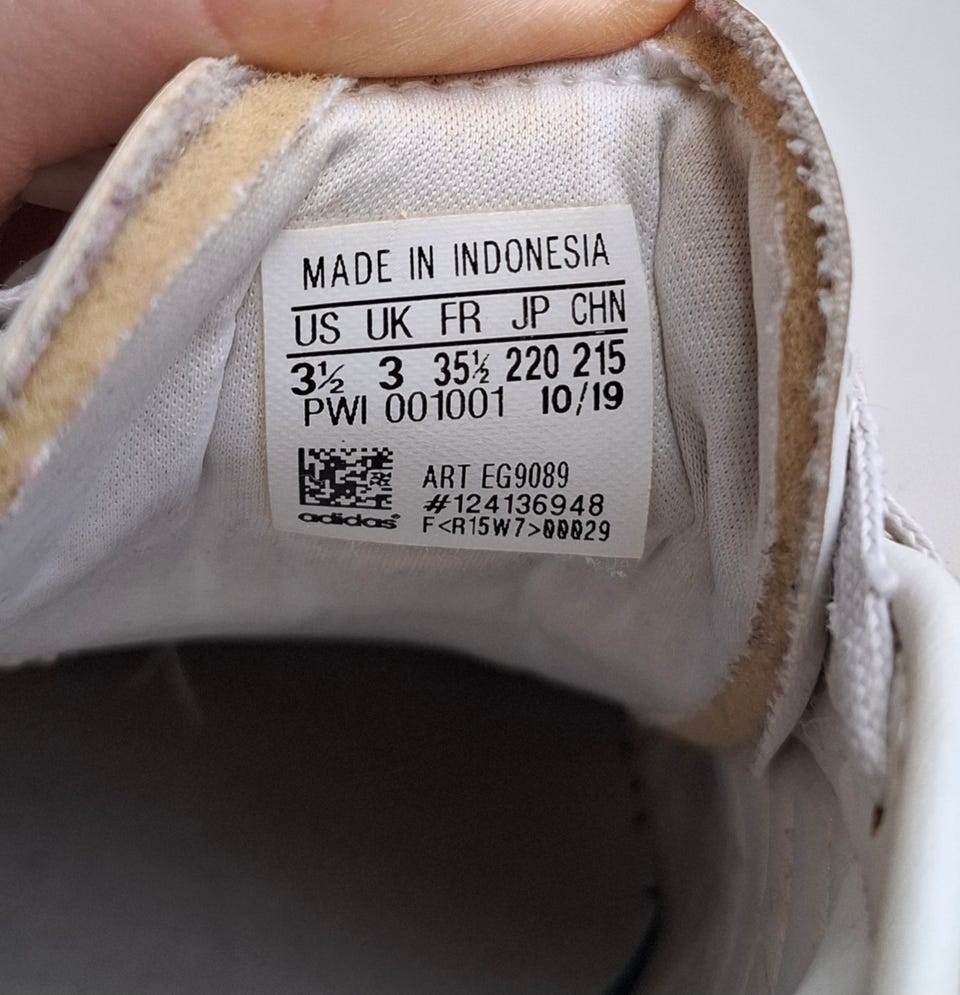 MADE IN INDONESIA
US UK FR JP CHN
3½ 3 35½ 220 215
PWI 001001 10/19
ART EG9089
#124136948
adidas®
F<R15W7>00029